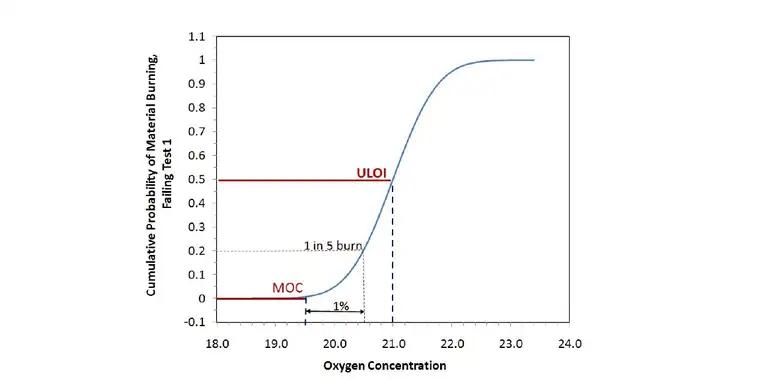 Cumulative Probability of Material Burning,
Failing Test 1
1.1
1
0.9
0.8
0.7
0.6
0.5
0.4
0.3
0.2
0.1
0
-0.1
ULOI
1 in 5 burn
MOC
1%
18.0 19.0 20.0 21.0 22.0 23.0 24.0
Oxygen Concentration